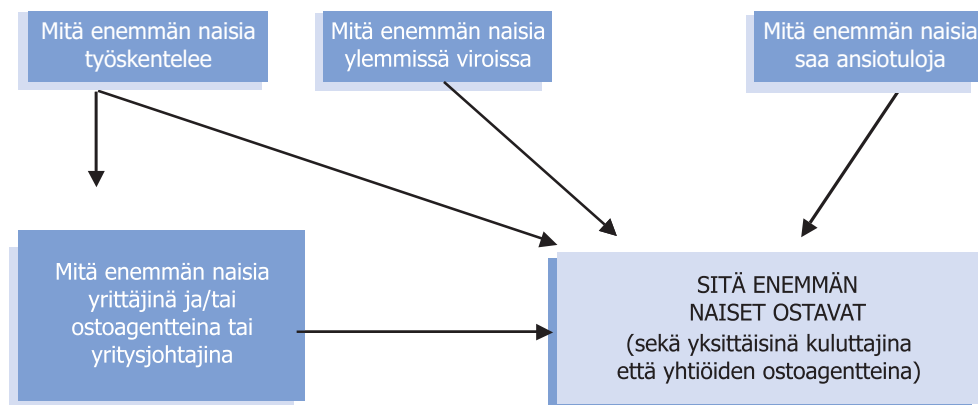 Mitä enemmän naisia
työskentelee
Mitä enemmän naisia
ylemmissä viroissa
Mitä enemmän naisia
saa ansiotuloja
Mitä enemmän naisia
yrittäjinä ja/tai
ostoagentteina tai
yritysjohtajina
SITÄ ENEMMÄN
NAISET OSTAVAT
(sekä yksittäisinä kuluttajina
että yhtiöiden ostoagentteina)